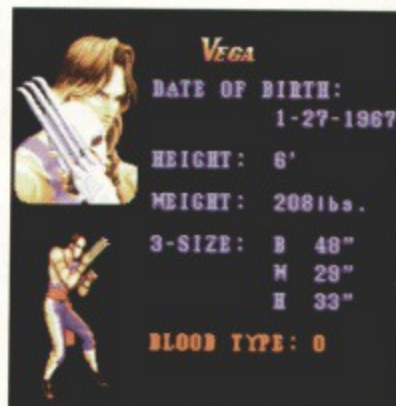 VEGA
DATE OF BIRTH:
1-27-1967
HEIGHT: 6'
WEIGHT: 208lbs.
3-SIZE: B 48"
W 29"
H 33"
BLOOD TYPE: O